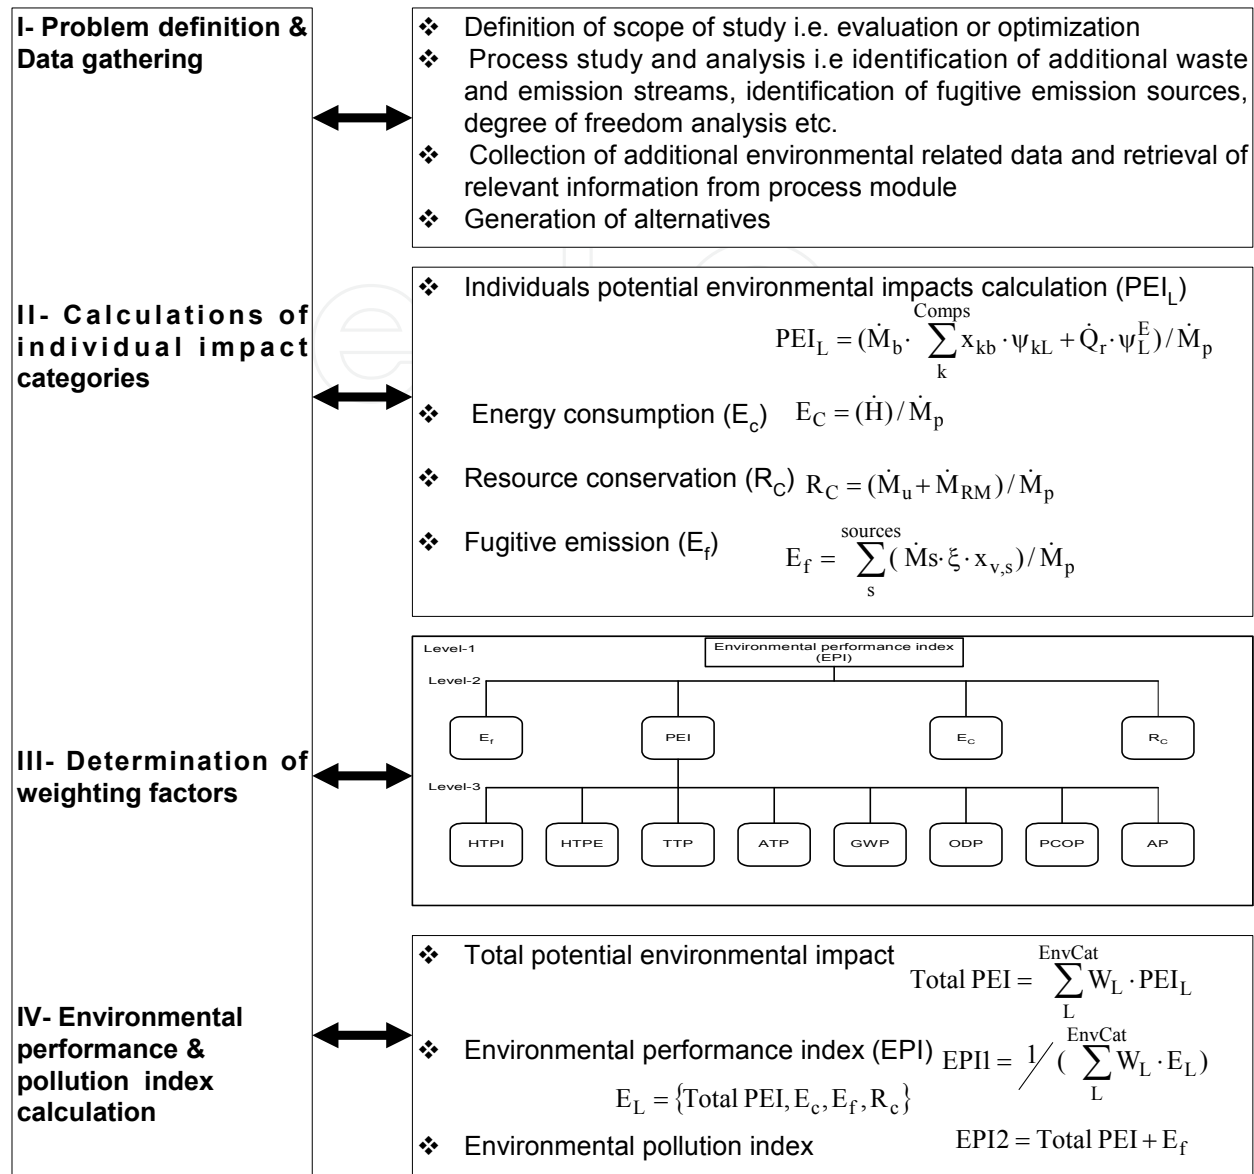 I- Problem definition &
Data gathering
❖ Definition of scope of study i.e. evaluation or optimization
❖ Process study and analysis i.e identification of additional waste
and emission streams, identification of fugitive emission sources,
degree of freedom analysis etc.
❖ Collection of additional environmental related data and retrieval of
relevant information from process module
❖ Generation of alternatives
II- Calculations of
individual impact
categories
❖ Individuals potential environmental impacts calculation (PEI_L)
PEI_L = (Ṁ_b · ∑_k^Comps x_kb · ψ_kL + Q̇_r · ψ_L^E) / Ṁ_p
❖ Energy consumption (E_c) E_C = (Ḣ) / Ṁ_p
❖ Resource conservation (R_C) R_C = (Ṁ_u + Ṁ_RM) / Ṁ_p
❖ Fugitive emission (E_f) E_f = ∑_s^sources (Ṁs · ξ · x_v,s) / Ṁ_p
III- Determination of
weighting factors
Level-1
Environmental performance index
(EPI)
Level-2
E_f PEI E_C R_C
Level-3
HTPI HTPE TTP ATP GWP ODP PCOP AP
IV- Environmental
performance &
pollution index
calculation
❖ Total potential environmental impact Total PEI = ∑_L^EnvCat W_L · PEI_L
❖ Environmental performance index (EPI) EPI1 = 1/(∑_L^EnvCat W_L · E_L)
E_L = {Total PEI, E_c, E_f, R_c}
❖ Environmental pollution index EPI2 = Total PEI + E_f